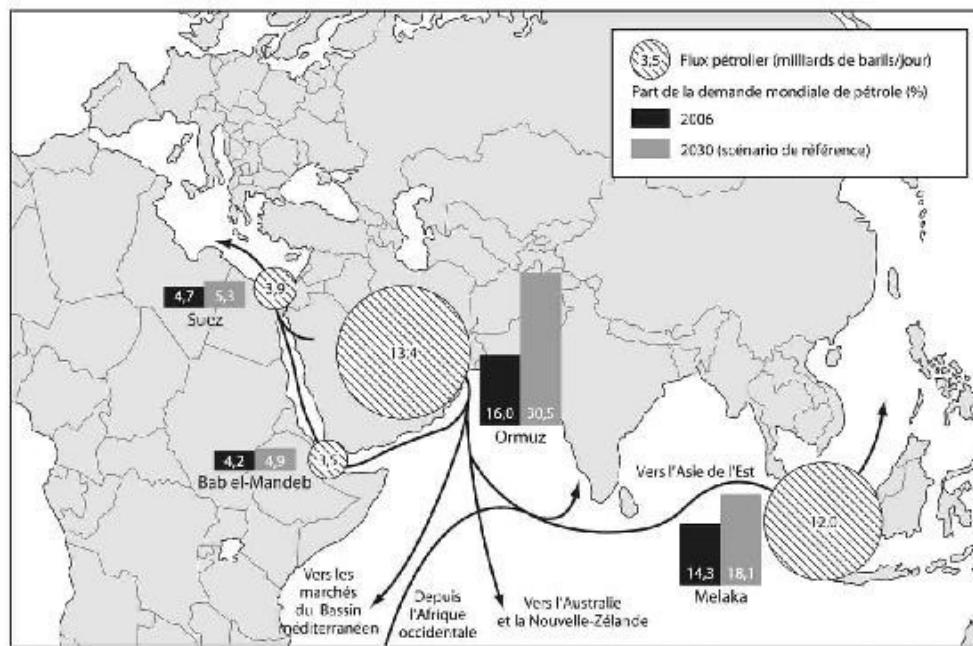 3,5 Flux pétrolier (milliards de barils/jour)
Part de la demande mondiale de pétrole (%)
2006
2030 (scénario de référence)
3,9
4,7 5,3
Suez
13,4
16,0 30,5
Ormuz
3,5
4,2 4,9
Bab el-Mandeb
Vers l'Asie de l'Est
12,0
14,3 18,1
Melaka
Vers les
marchés
du Bassin
méditerranéen
Depuis
l'Afrique
occidentale
Vers l'Australie
et la Nouvelle-Zélande